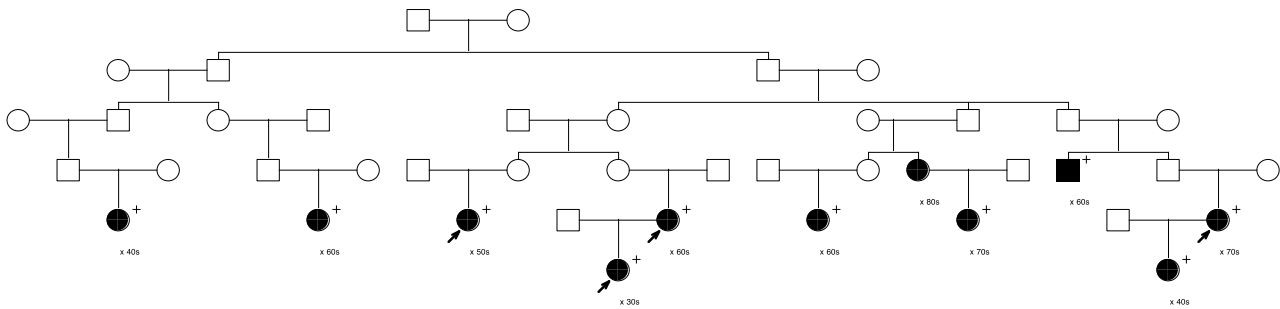 +
x 80s
x 60s
+ + + + + + +
x 40s x 60s x 50s x 60s x 60s x 70s x 70s
+ +
x 30s x 40s